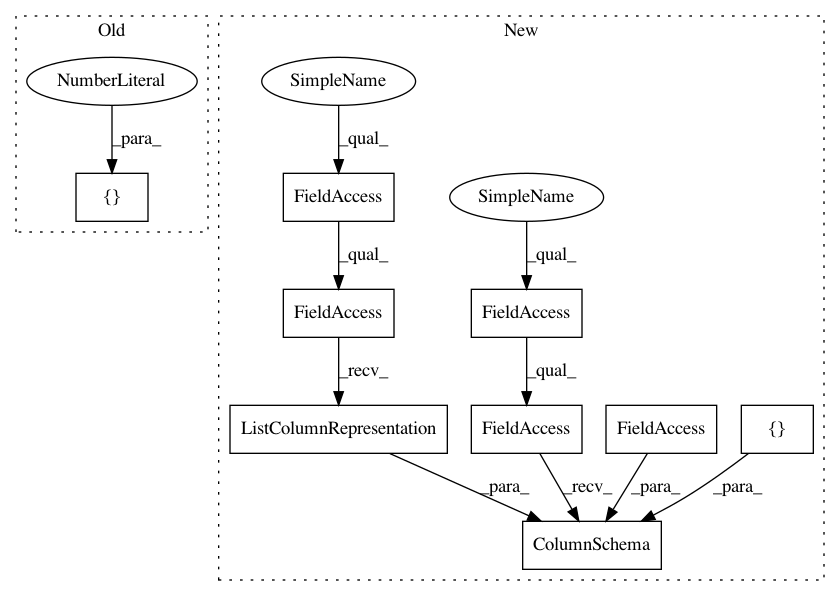 Old
New
NumberLiteral
SimpleName
_para_
_qual_
{}
FieldAccess
SimpleName
_qual_
_qual_
FieldAccess
FieldAccess
_recv_
_qual_
ListColumnRepresentation
FieldAccess
FieldAccess
{}
_para_
_recv_
_para_
_para_
ColumnSchema